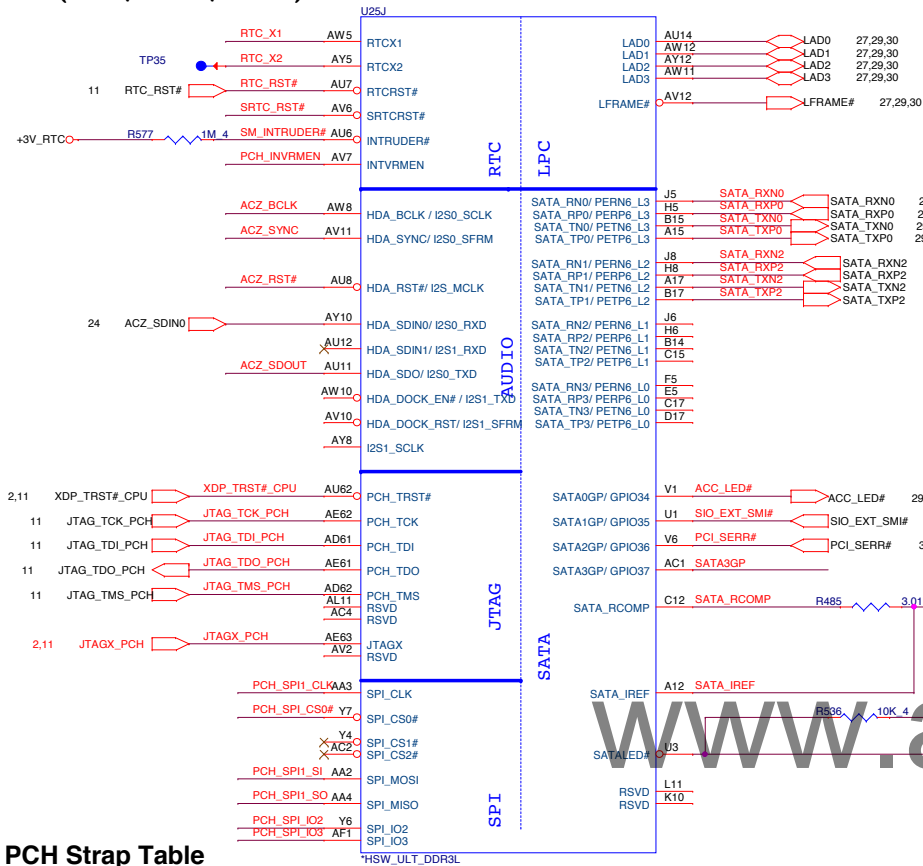 U25J
RTC_X1 AW5 RTCX1 LAD0 AU14 LAD0 27,29,30
LAD1 AW12 LAD1 27,29,30
TP35 RTC_X2 AY5 RTCX2 LAD2 AY12 LAD2 27,29,30
LAD3 AW11 LAD3 27,29,30
11 RTC_RST# RTC_RST# AU7 RTCRST#
LFRAME# AV12 LFRAME# 27,29,30
SRTC_RST# AV6 SRTCRST#
+3V_RTC R577 1M_4 SM_INTRUDER# AU6 INTRUDER#
PCH_INVRMEN AV7 INTVRMEN
RTC LPC
SATA_RN0/ PERN6_L3 J5 SATA_RXN0 SATA_RXN0
ACZ_BCLK AW8 HDA_BCLK / I2S0_SCLK SATA_RP0/ PERP6_L3 H5 SATA_RXP0 SATA_RXP0
SATA_TN0/ PETN6_L3 B15 SATA_TXN0 SATA_TXN0
ACZ_SYNC AV11 HDA_SYNC/ I2S0_SFRM SATA_TP0/ PETP6_L3 A15 SATA_TXP0 SATA_TXP0
SATA_RN1/ PERN6_L2 J8 SATA_RXN2 SATA_RXN2
SATA_RP1/ PERP6_L2 H8 SATA_RXP2 SATA_RXP2
ACZ_RST# AU8 HDA_RST#/ I2S_MCLK SATA_TN1/ PETN6_L2 A17 SATA_TXN2 SATA_TXN2
SATA_TP1/ PETP6_L2 B17 SATA_TXP2 SATA_TXP2
24 ACZ_SDIN0 AY10 HDA_SDIN0/ I2S0_RXD SATA_RN2/ PERN6_L1 J6
SATA_RP2/ PERP6_L1 H6
AU12 HDA_SDIN1/ I2S1_RXD SATA_TN2/ PETN6_L1 B14
SATA_TP2/ PETP6_L1 C15
ACZ_SDOUT AU11 HDA_SDO/ I2S0_TXD
AUDIO
SATA_RN3/ PERN6_L0 F5
AW10 HDA_DOCK_EN# / I2S1_TXD SATA_RP3/ PERP6_L0 E5
SATA_TN3/ PETN6_L0 C17
AV10 HDA_DOCK_RST/ I2S1_SFRM SATA_TP3/ PETP6_L0 D17
AY8 I2S1_SCLK
2,11 XDP_TRST#_CPU XDP_TRST#_CPU AU62 PCH_TRST# SATA0GP/ GPIO34 V1 ACC_LED# ACC_LED# 29
11 JTAG_TCK_PCH JTAG_TCK_PCH AE62 PCH_TCK SATA1GP/ GPIO35 U1 SIO_EXT_SMI# SIO_EXT_SMI#
11 JTAG_TDI_PCH JTAG_TDI_PCH AD61 PCH_TDI SATA2GP/ GPIO36 V6 PCI_SERR# PCI_SERR#
11 JTAG_TDO_PCH JTAG_TDO_PCH AE61 PCH_TDO SATA3GP/ GPIO37 AC1 SATA3GP
11 JTAG_TMS_PCH JTAG_TMS_PCH AD62 PCH_TMS
AL11 RSVD SATA_RCOMP C12 SATA_RCOMP R485 3.01
AC4 RSVD
JTAG
2,11 JTAGX_PCH JTAGX_PCH AE63 JTAGX
AV2 RSVD
SATA
PCH_SPI1_CLK AA3 SPI_CLK SATA_IREF A12 SATA_IREF
PCH_SPI_CS0# Y7 SPI_CS0# R536 10K_4
Y4 SPI_CS1#
AC2 SPI_CS2# SATALED# U3
www.a
PCH_SPI1_SI AA2 SPI_MOSI
RSVD L11
PCH_SPI1_SO AA4 SPI_MISO RSVD K10
SPI
PCH_SPI_IO2 Y6 SPI_IO2
PCH_SPI_IO3 AF1 SPI_IO3
PCH Strap Table
*HSW_ULT_DDR3L